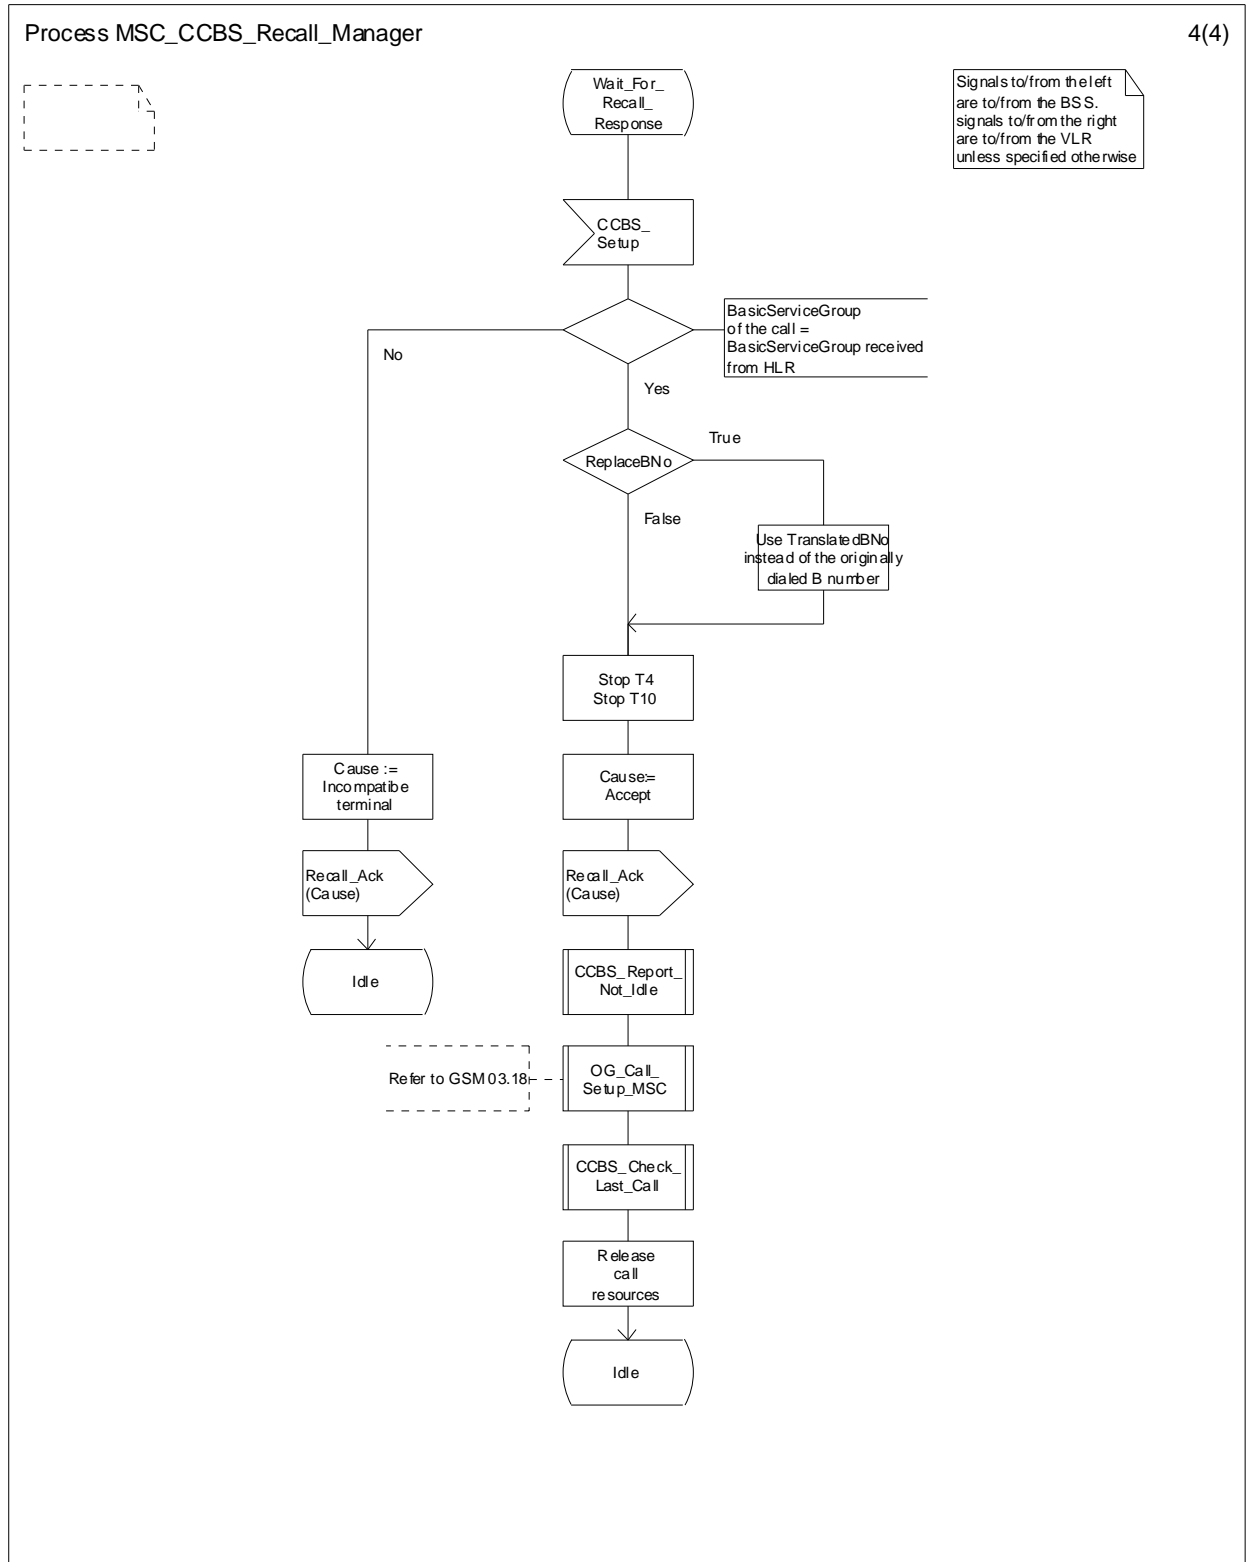 Process MSC_CCBS_Recall_Manager
4(4)
Wait_For_
Recall_
Response
Signals to/from the left
are to/from the BSS.
signals to/from the right
are to/from the VLR
unless specified otherwise
CCBS_
Setup
BasicServiceGroup
of the call =
BasicServiceGroup received
from HLR
No
Yes
True
ReplaceBNo
False
Use TranslatedBNo
instead of the originally
dialed B number
Stop T4
Stop T10
Cause :=
Incompatibe
terminal
Cause:=
Accept
Recall_Ack
(Cause)
Recall_Ack
(Cause)
Idle
CCBS_Report_
Not_Idle
Refer to GSM 03.18
OG_Call_
Setup_MSC
CCBS_Check_
Last_Call
Release
call
resources
Idle